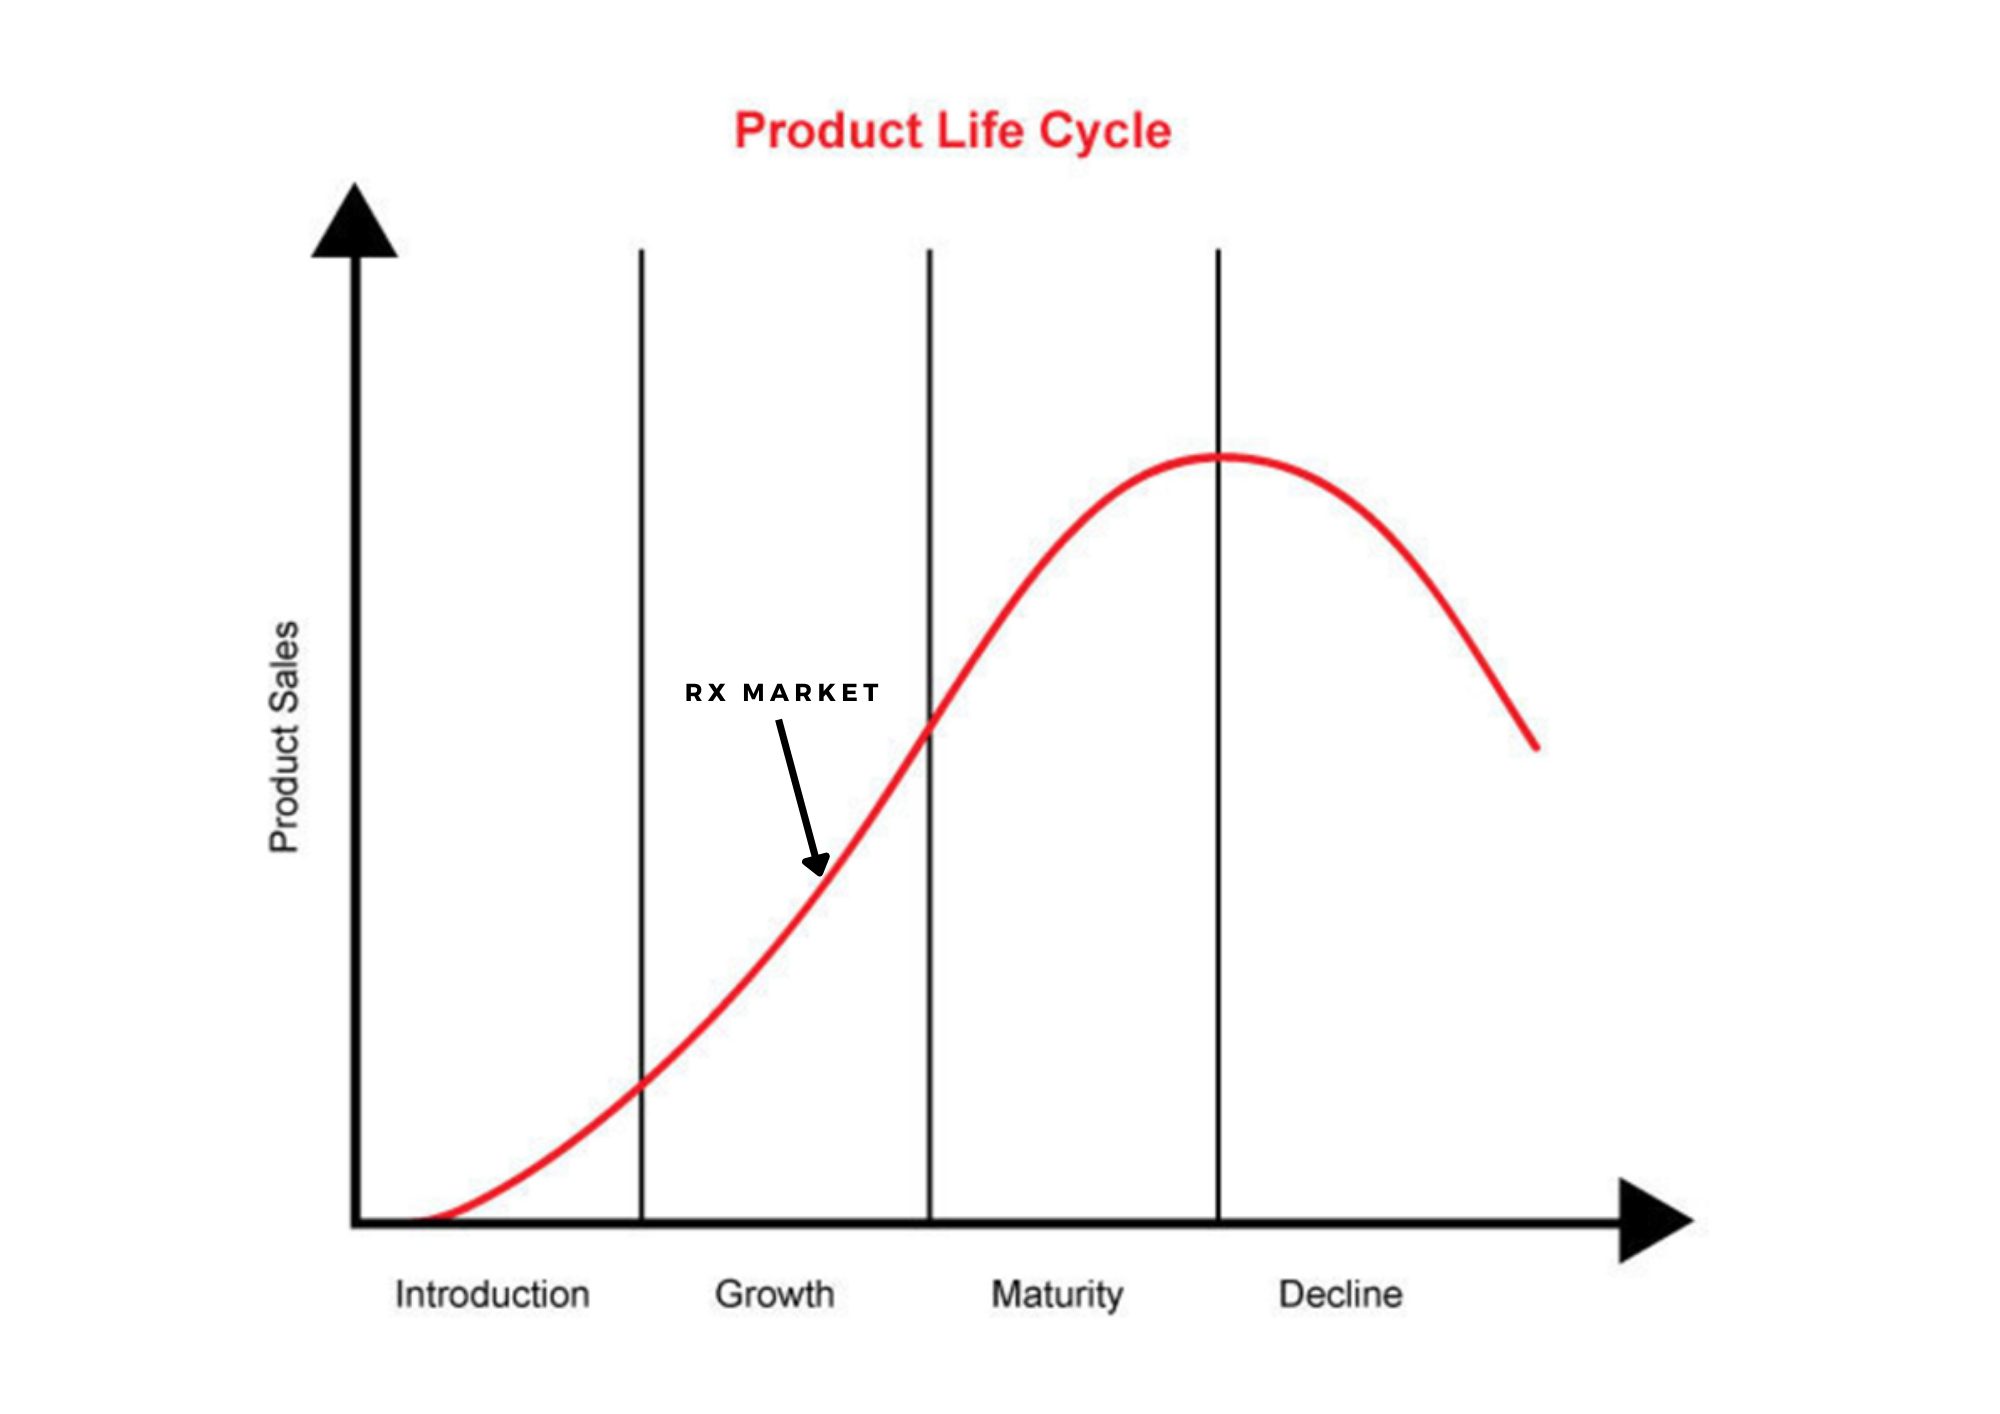 Product Life Cycle
Product Sales
RX MARKET
Introduction
Growth
Maturity
Decline